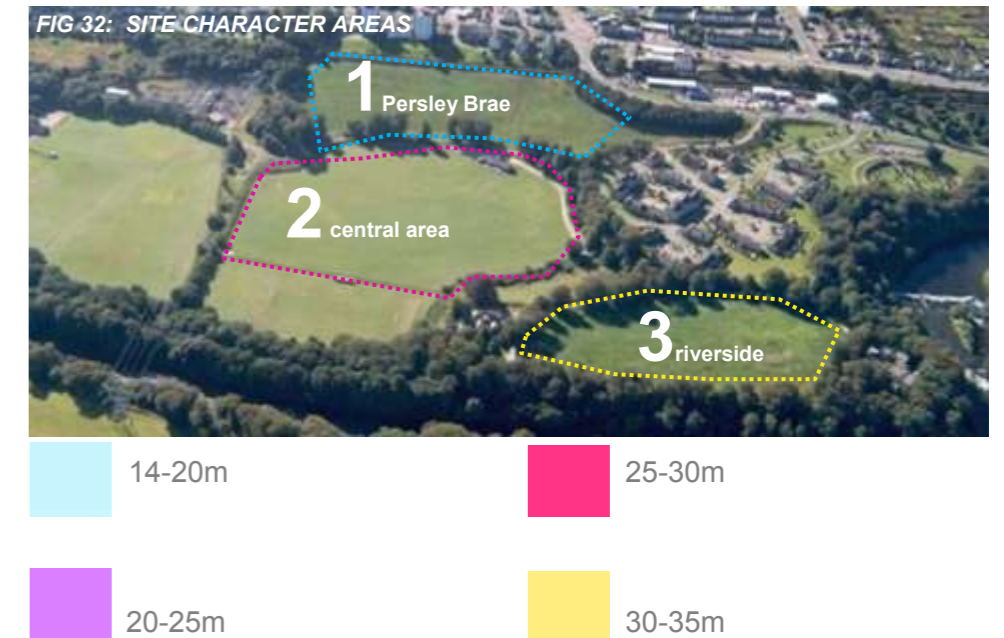 FIG 32: SITE CHARACTER AREAS
1 Persley Brae
2 central area
3 riverside
14-20m
25-30m
20-25m
30-35m